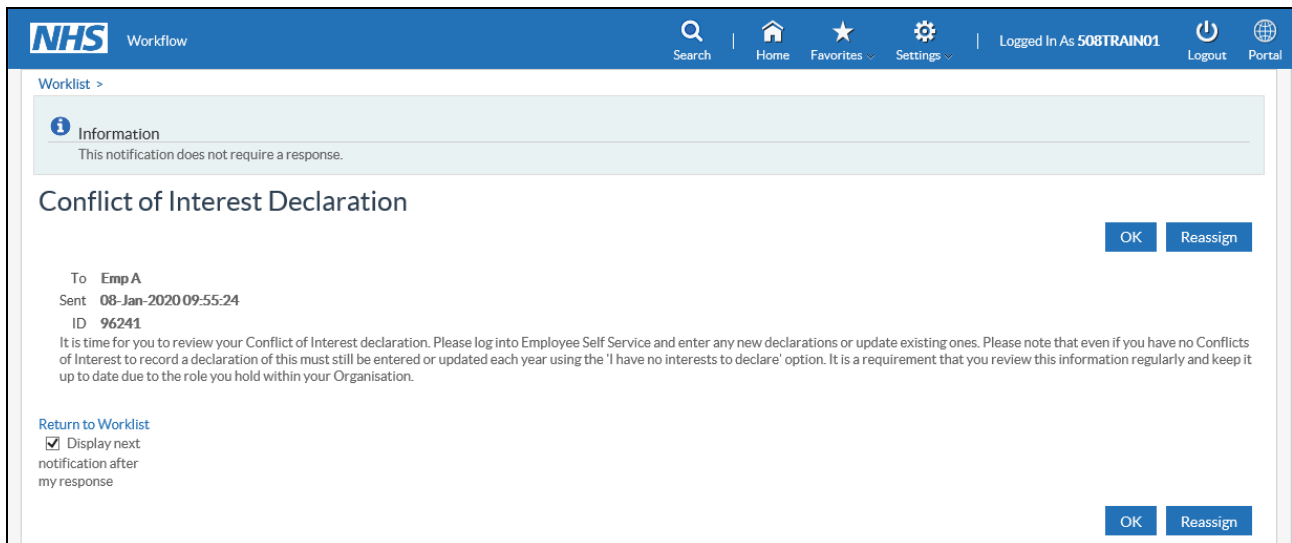 NHS Workflow
Search | Home Favorites Settings | Logged In As 508TRAIN01 Logout Portal
Worklist >
Information
This notification does not require a response.
Conflict of Interest Declaration
OK Reassign
To Emp A
Sent 08-Jan-2020 09:55:24
ID 96241
It is time for you to review your Conflict of Interest declaration. Please log into Employee Self Service and enter any new declarations or update existing ones. Please note that even if you have no Conflicts
of Interest to record a declaration of this must still be entered or updated each year using the 'I have no interests to declare' option. It is a requirement that you review this information regularly and keep it
up to date due to the role you hold within your Organisation.
Return to Worklist
Display next
notification after
my response
OK Reassign